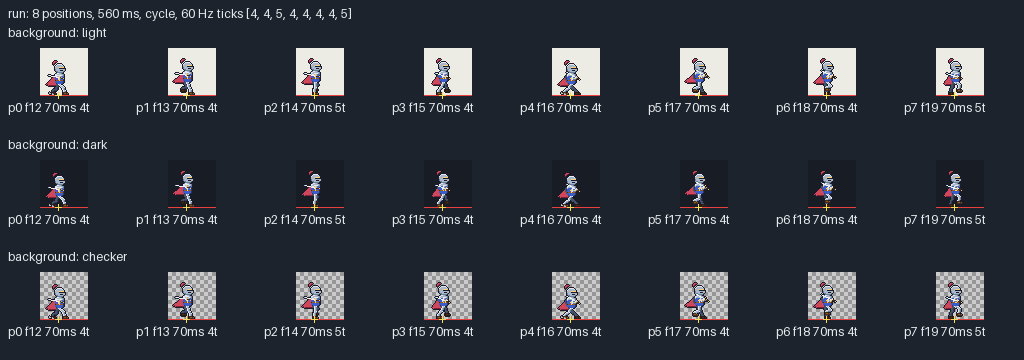 run: 8 positions, 560 ms, cycle, 60 Hz ticks [4, 4, 5, 4, 4, 4, 4, 5]
background: light
p0 f12 70ms 4t p1 f13 70ms 4t p2 f14 70ms 5t p3 f15 70ms 4t p4 f16 70ms 4t p5 f17 70ms 4t p6 f18 70ms 4t p7 f19 70ms 5t
background: dark
p0 f12 70ms 4t p1 f13 70ms 4t p2 f14 70ms 5t p3 f15 70ms 4t p4 f16 70ms 4t p5 f17 70ms 4t p6 f18 70ms 4t p7 f19 70ms 5t
background: checker
p0 f12 70ms 4t p1 f13 70ms 4t p2 f14 70ms 5t p3 f15 70ms 4t p4 f16 70ms 4t p5 f17 70ms 4t p6 f18 70ms 4t p7 f19 70ms 5t